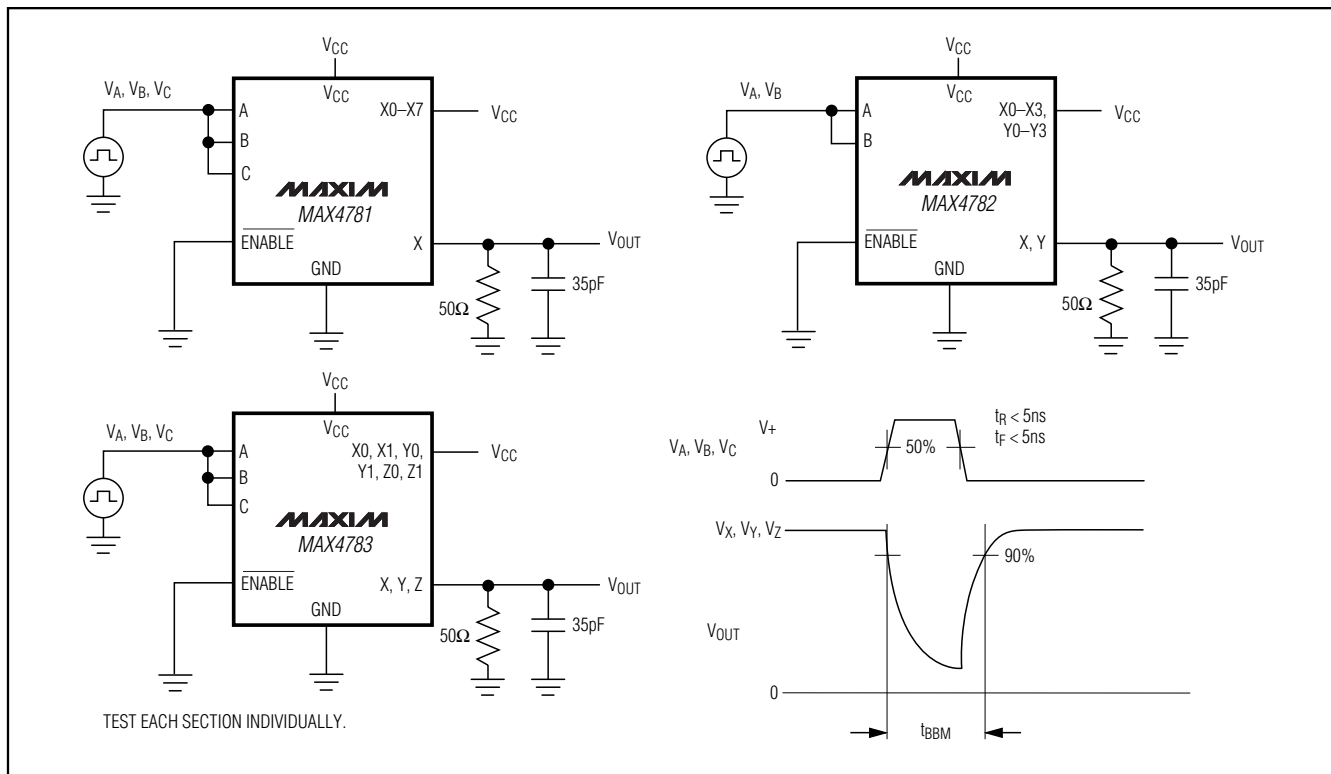 VCC
VA, VB, VC
VCC
A
X0–X7
VCC
B
C
MAXIM
MAX4781
ENABLE
X
VOUT
GND
50Ω
35pF
VCC
VA, VB
VCC
A
X0–X3,
Y0–Y3
VCC
B
MAXIM
MAX4782
ENABLE
X, Y
VOUT
GND
50Ω
35pF
VCC
VA, VB, VC
VCC
A
X0, X1, Y0,
Y1, Z0, Z1
VCC
B
C
MAXIM
MAX4783
ENABLE
X, Y, Z
VOUT
GND
50Ω
35pF
TEST EACH SECTION INDIVIDUALLY.
V+
tR < 5ns
tF < 5ns
VA, VB, VC
50%
0
VX, VY, VZ
90%
VOUT
0
tBBM